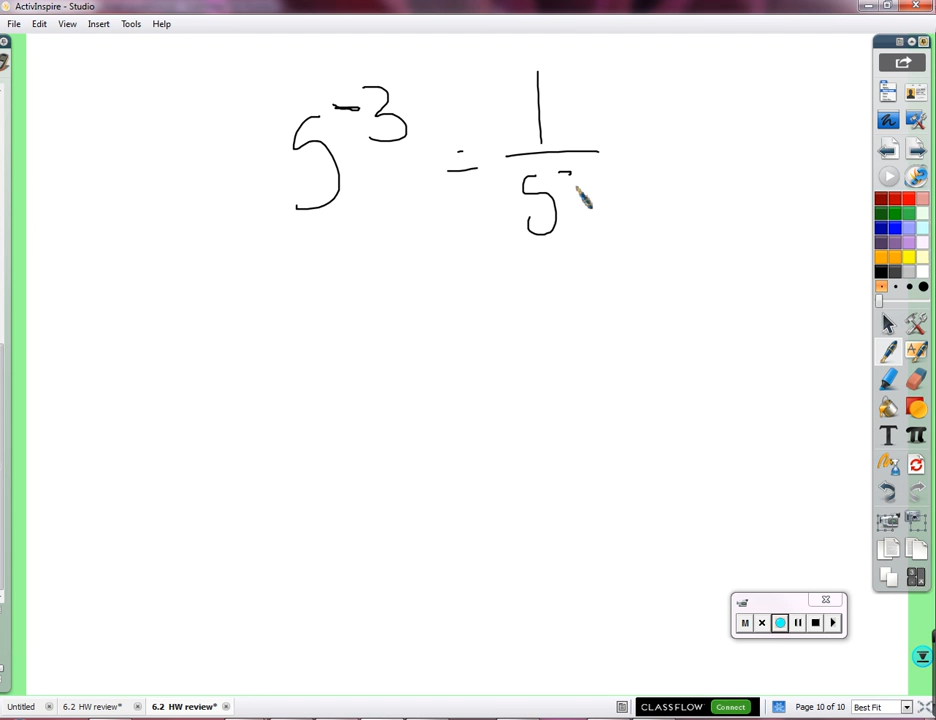 ActivInspire - Studio
File Edit View Insert Tools Help
5⁻³ = 1/5
M
T
π
Untitled 6.2 HW review* 6.2 HW review* CLASSFLOW Connect Page 10 of 10 Best Fit